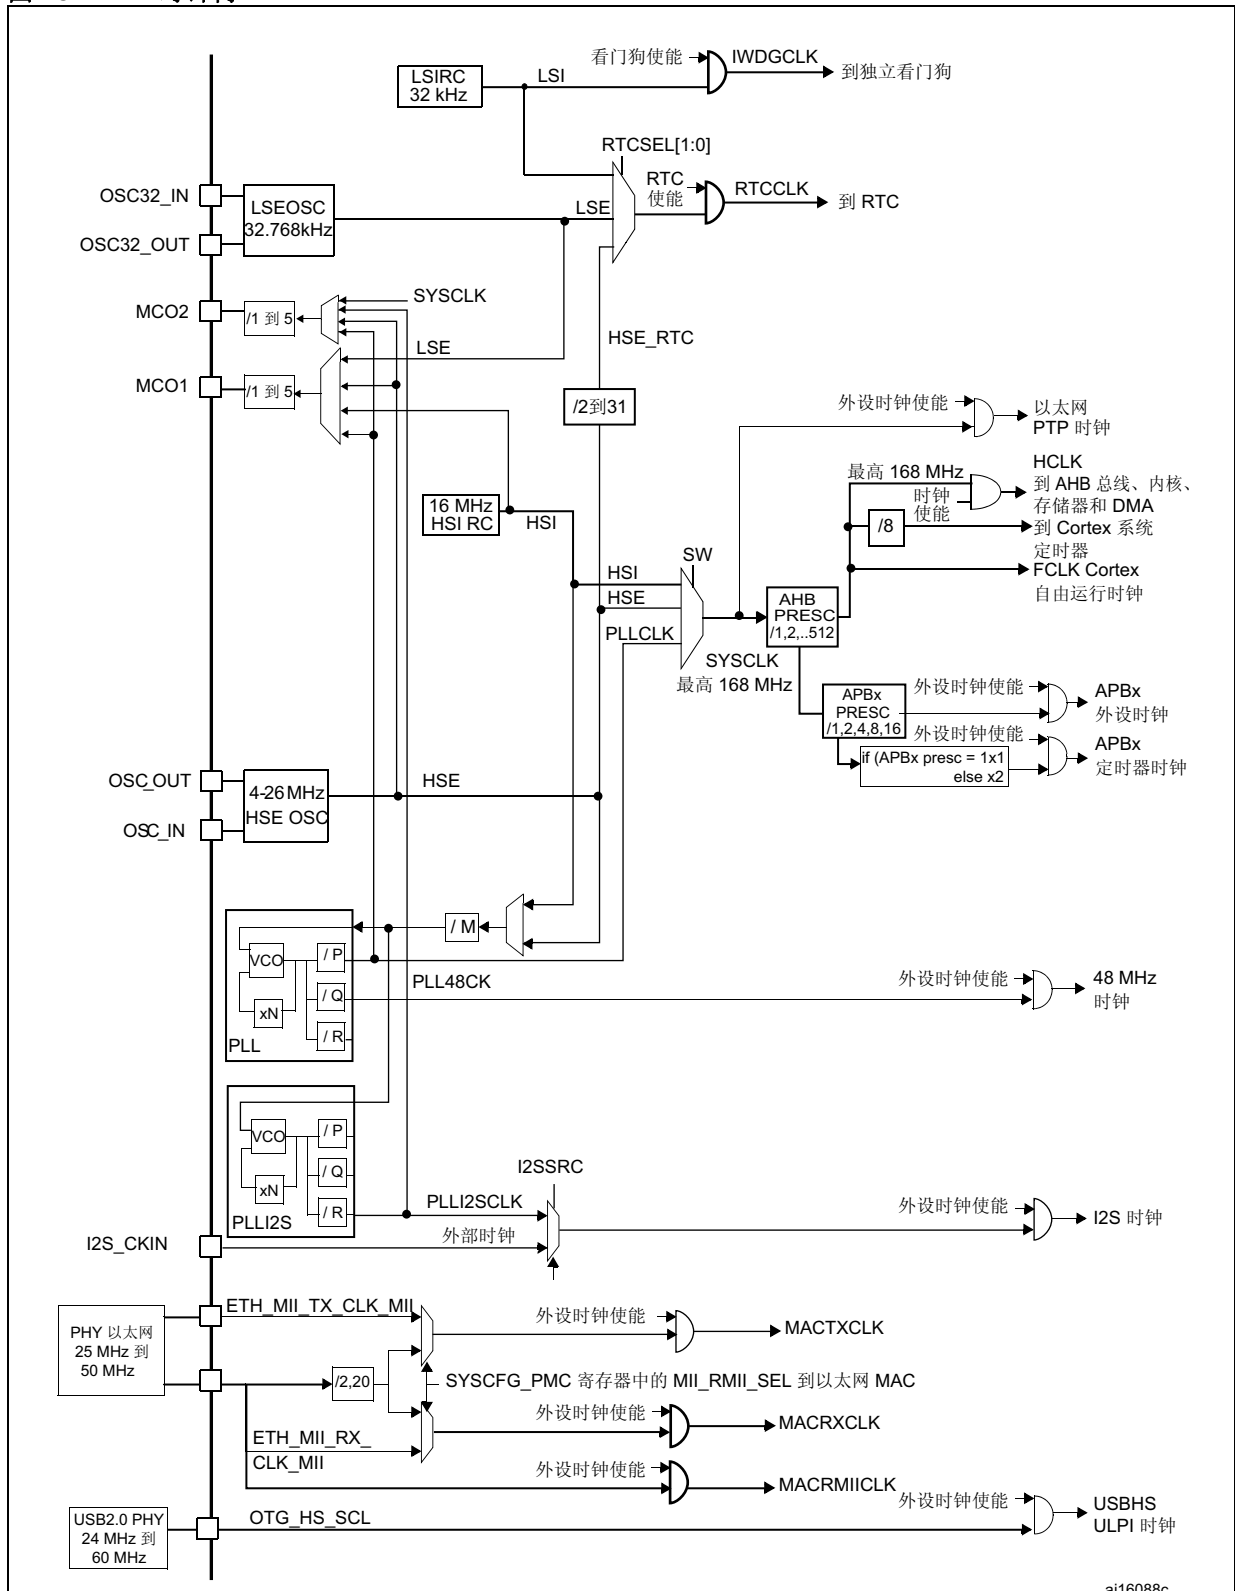 看门狗使能
IWDGCLK
到独立看门狗
LSIRC
32 kHz
LSI
RTCSEL[1:0]
OSC32_IN
OSC32_OUT
LSEOSC
32.768kHz
LSE
RTC
使能
RTCCLK
到 RTC
MCO2
/1 到 5
SYSCLK
HSE_RTC
LSE
MCO1
/1 到 5
/2到31
外设时钟使能
以太网
PTP 时钟
16 MHz
HSI RC
HSI
最高 168 MHz
时钟
使能
/8
HCLK
到 AHB 总线、内核、
存储器和 DMA
到 Cortex 系统
定时器
FCLK Cortex
自由运行时钟
SW
HSI
HSE
PLLCLK
SYSCLK
最高 168 MHz
AHB
PRESC
/1,2,..512
APBx
PRESC
/1,2,4,8,16
外设时钟使能
APBx
外设时钟
if (APBx presc = 1x1
else x2
外设时钟使能
APBx
定时器时钟
OSC_OUT
OSC_IN
4-26MHz
HSE OSC
HSE
/ M
VCO
xN
/ P
/ Q
/ R
PLL
PLL48CK
外设时钟使能
48 MHz
时钟
VCO
xN
/ P
/ Q
/ R
PLLI2S
I2SSRC
PLLI2SCLK
外设时钟使能
I2S 时钟
I2S_CKIN
外部时钟
PHY 以太网
25 MHz 到
50 MHz
ETH_MII_TX_CLK_MII
外设时钟使能
MACTXCLK
/2,20
SYSCFG_PMC 寄存器中的 MII_RMII_SEL 到以太网 MAC
外设时钟使能
MACRXCLK
ETH_MII_RX_
CLK_MII
外设时钟使能
MACRMIICLK
USB2.0 PHY
24 MHz 到
60 MHz
OTG_HS_SCL
外设时钟使能
USBHS
ULPI 时钟
ai16088c